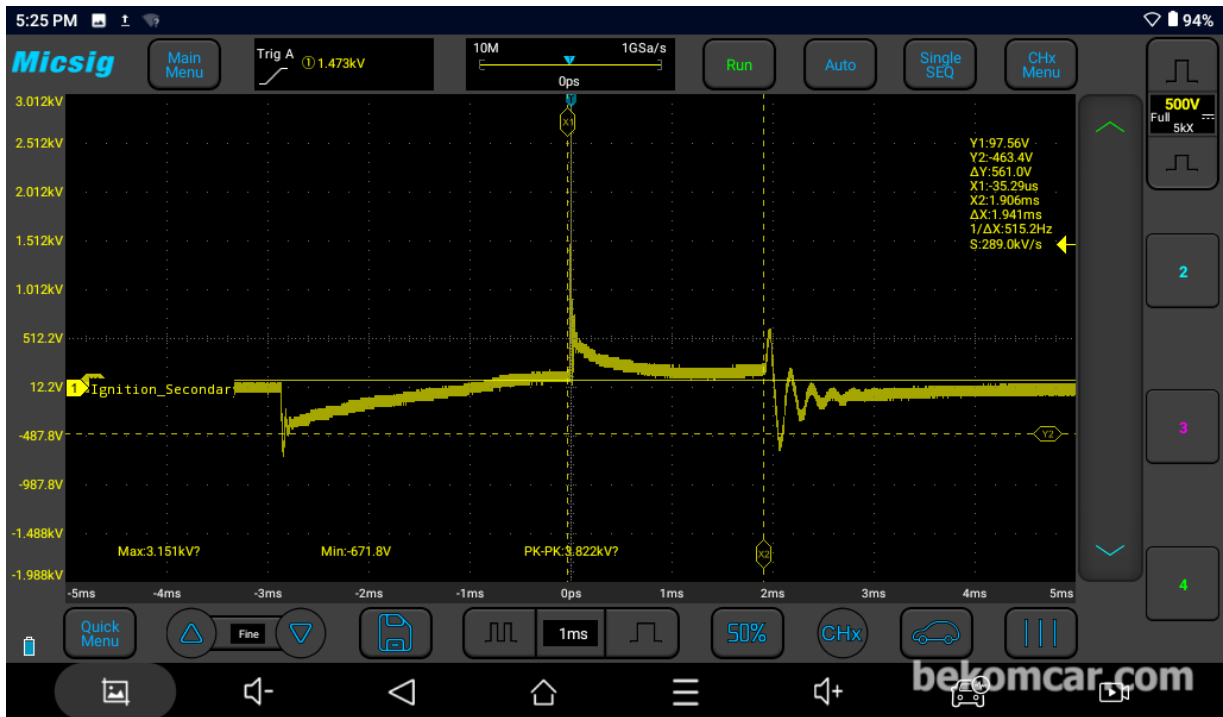 5:25 PM
94%
Micsig
Main
Menu
Trig A
① 1.473kV
10M
1GSa/s
0ps
Run
Auto
Single
SEQ
CHx
Menu
500V
Full
5kX
3.012kV
2.512kV
2.012kV
1.512kV
1.012kV
512.2V
12.2V
-487.8V
-987.8V
-1.488kV
-1.988kV
T
X1
Y1:97.56V
Y2:-463.4V
ΔY:561.0V
X1:-35.29us
X2:1.906ms
ΔX:1.941ms
1/ΔX:515.2Hz
S:289.0kV/s
1
Ignition_Secondar
Y2
X2
Max:3.151kV?
Min:-671.8V
PK-PK:3.822kV?
-5ms
-4ms
-3ms
-2ms
-1ms
0ps
1ms
2ms
3ms
4ms
5ms
2
3
4
Quick
Menu
Fine
1ms
50%
CHx
bekomcar.com